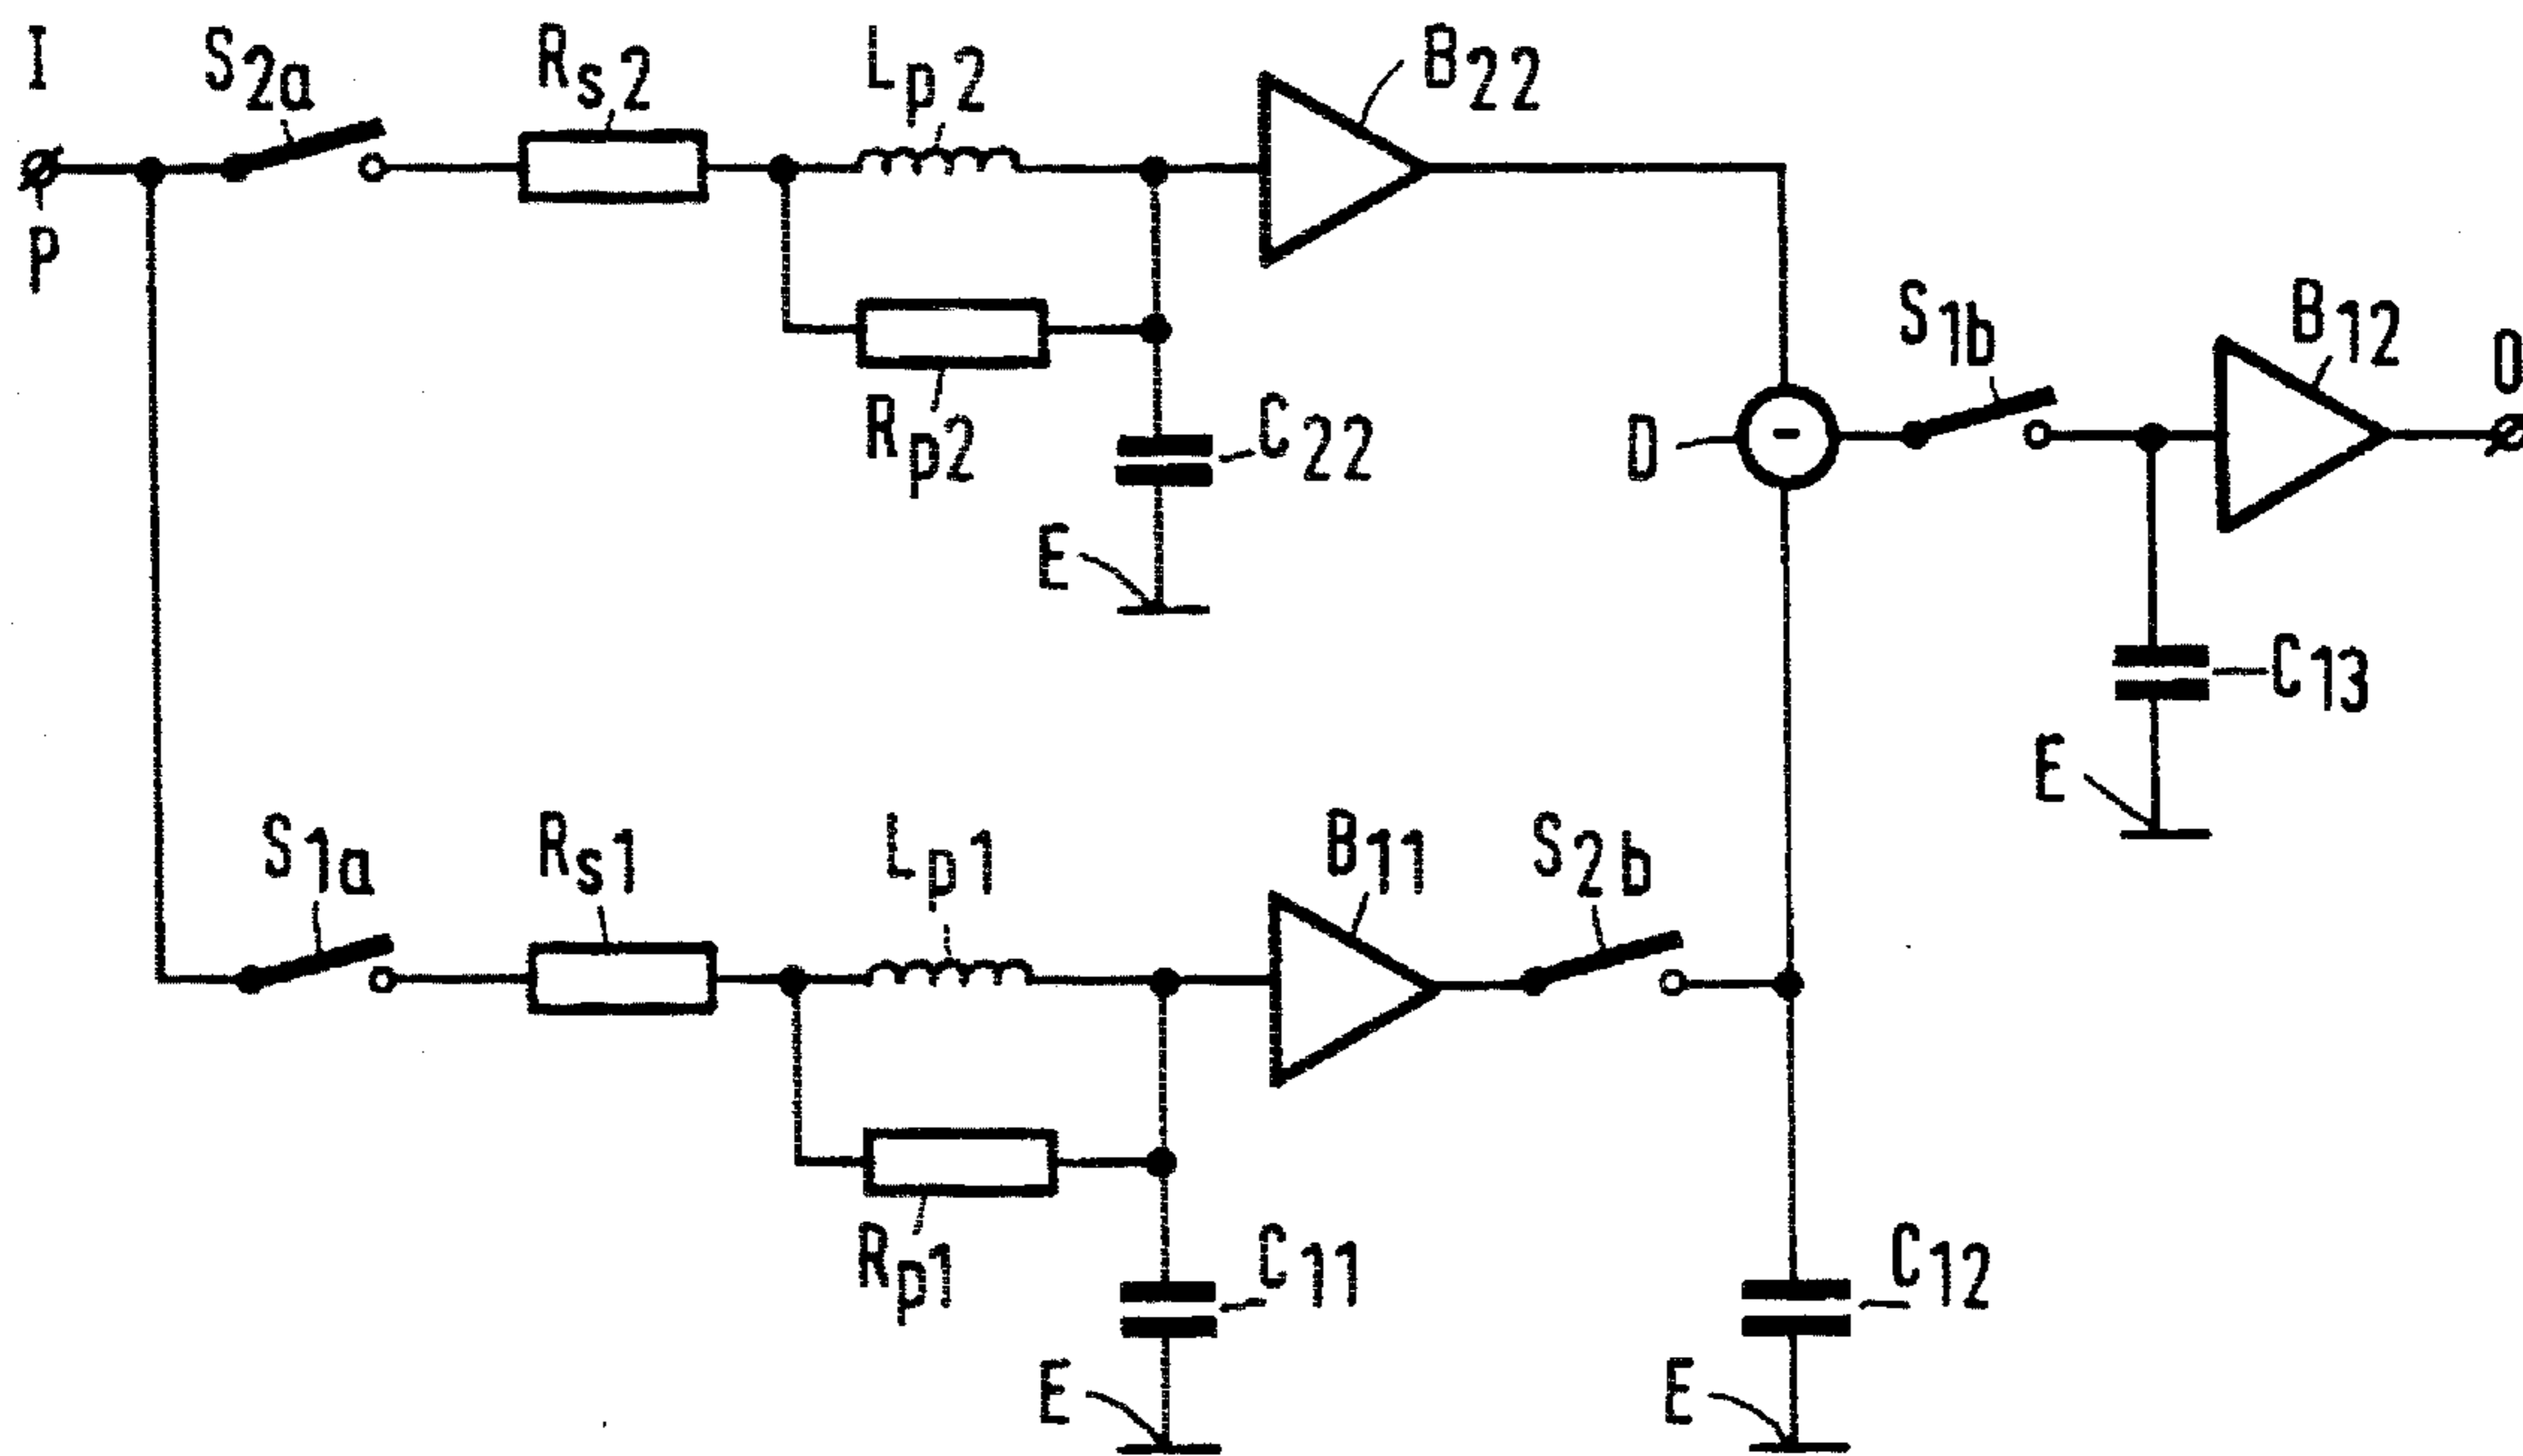 I
S2a
Rs2
Lp2
B22
P
Rp2
C22
E
D
S1b
B12
O
C13
E
S1a
Rs1
Lp1
B11
S2b
Rp1
C11
E
C12
E
-